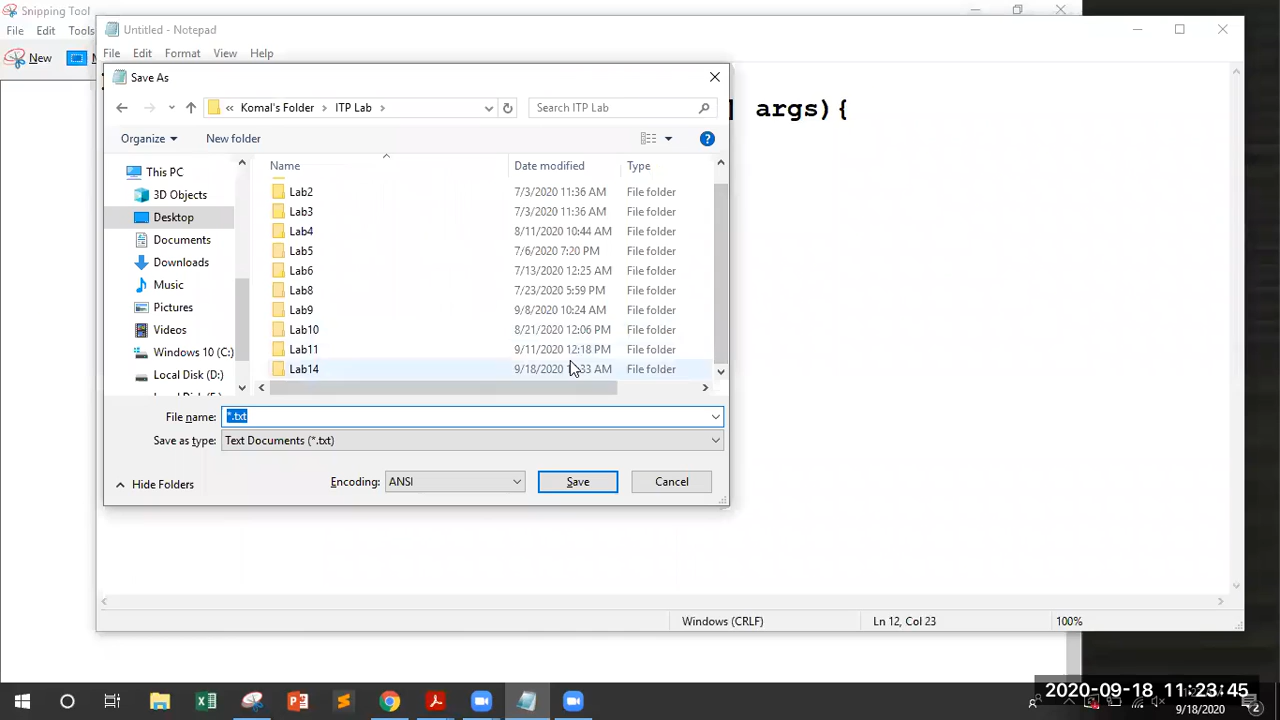 Snipping Tool
File Edit Tools
New
Untitled - Notepad
File Edit Format View Help
args){
Save As
« Komal's Folder › ITP Lab ›
Search ITP Lab
Organize
New folder
Name Date modified Type
This PC
3D Objects
Desktop
Documents
Downloads
Music
Pictures
Videos
Windows 10 (C:)
Local Disk (D:)
Lab2 7/3/2020 11:36 AM File folder
Lab3 7/3/2020 11:36 AM File folder
Lab4 8/11/2020 10:44 AM File folder
Lab5 7/6/2020 7:20 PM File folder
Lab6 7/13/2020 12:25 AM File folder
Lab8 7/23/2020 5:59 PM File folder
Lab9 9/8/2020 10:24 AM File folder
Lab10 8/21/2020 12:06 PM File folder
Lab11 9/11/2020 12:18 PM File folder
Lab14 9/18/2020 AM File folder
File name: *.txt
Save as type: Text Documents (*.txt)
Hide Folders
Encoding: ANSI
Save
Cancel
Windows (CRLF)
Ln 12, Col 23
100%
2020-09-18 11:23:45
9/18/2020
2